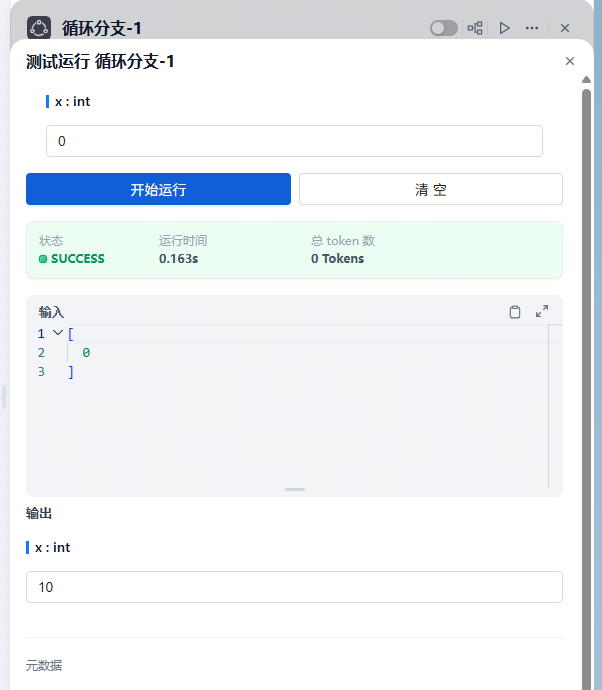 循环分支-1
测试运行 循环分支-1
x : int
0
开始运行
清 空
状态 运行时间 总 token 数
SUCCESS 0.163s 0 Tokens
输入
1 [
2 0
3 ]
输出
x : int
10
元数据